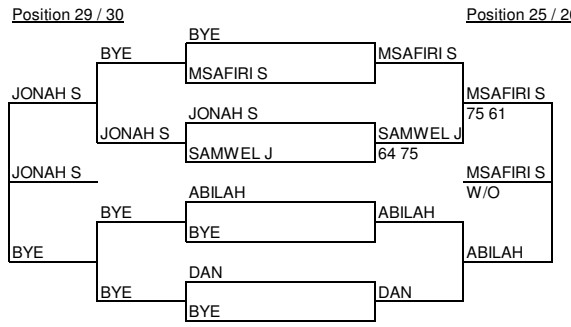 Position 29 / 30 Position 25 /
BYE
BYE MSAFIRI S
MSAFIRI S
JONAH S MSAFIRI S
JONAH S 75 61
JONAH S SAMWEL J
SAMWEL J 64 75
JONAH S MSAFIRI S
W/O
ABILAH
BYE ABILAH
BYE
BYE ABILAH
DAN
BYE DAN
BYE